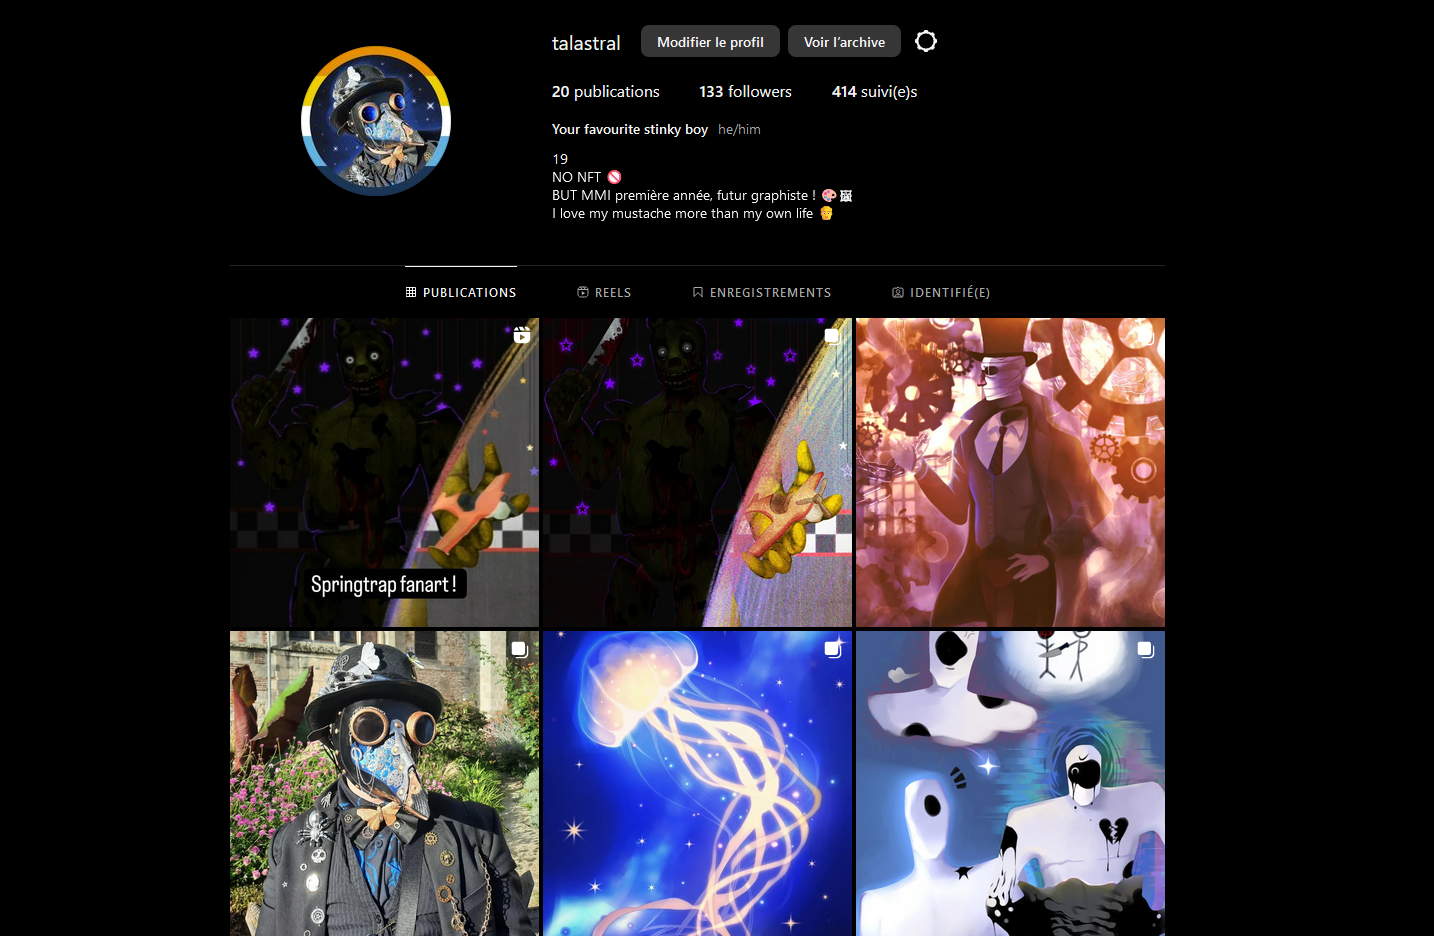 talastral Modifier le profil Voir l'archive
20 publications 133 followers 414 suivi(e)s
Your favourite stinky boy he/him
19
NO NFT 🚫
BUT MMI première année, futur graphiste ! 🎨🖼
I love my mustache more than my own life 👨
PUBLICATIONS REELS ENREGISTREMENTS IDENTIFIÉ(E)
Springtrap fanart !